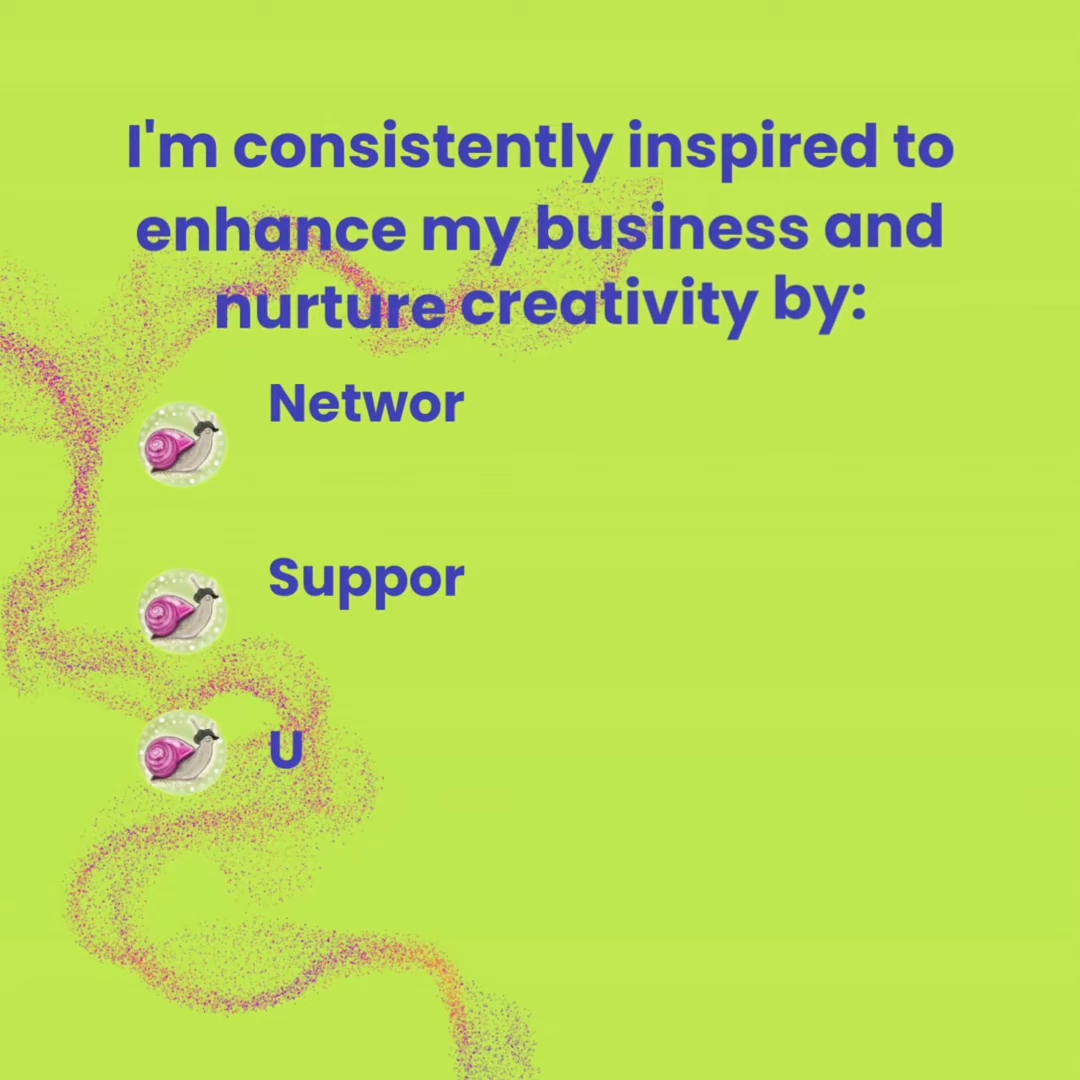 I'm consistently inspired to
enhance my business and
nurture creativity by:
Networ
Suppor
U